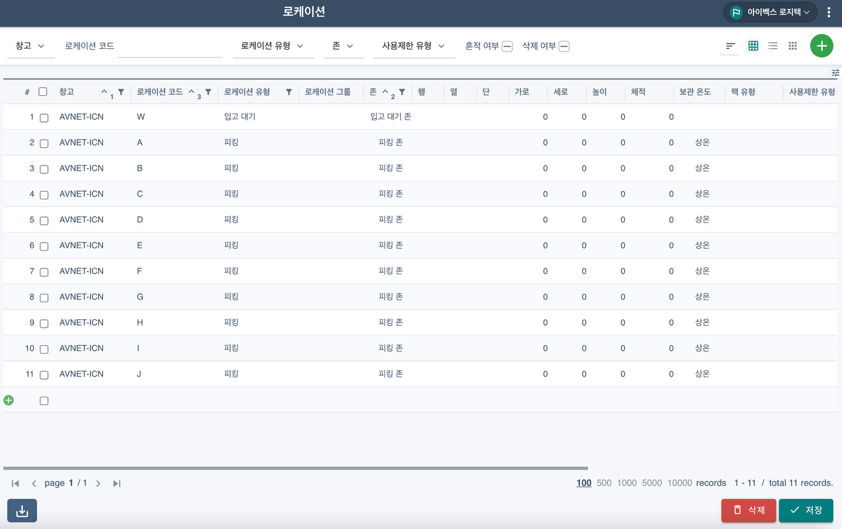 로케이션
아이벡스 로지텍
창고 로케이션 코드 로케이션 유형 존 사용제한 유형 흔적 여부 삭제 여부
# 창고 1 로케이션 코드 3 로케이션 유형 로케이션 그룹 존 2 행 열 단 가로 세로 높이 체적 보관 온도 랙 유형 사용제한 유형
1 AVNET-ICN W 입고 대기 입고 대기 존 0 0 0 0
2 AVNET-ICN A 피킹 피킹 존 0 0 0 0 상온
3 AVNET-ICN B 피킹 피킹 존 0 0 0 0 상온
4 AVNET-ICN C 피킹 피킹 존 0 0 0 0 상온
5 AVNET-ICN D 피킹 피킹 존 0 0 0 0 상온
6 AVNET-ICN E 피킹 피킹 존 0 0 0 0 상온
7 AVNET-ICN F 피킹 피킹 존 0 0 0 0 상온
8 AVNET-ICN G 피킹 피킹 존 0 0 0 0 상온
9 AVNET-ICN H 피킹 피킹 존 0 0 0 0 상온
10 AVNET-ICN I 피킹 피킹 존 0 0 0 0 상온
11 AVNET-ICN J 피킹 피킹 존 0 0 0 0 상온
page 1 / 1 100 500 1000 5000 10000 records 1 - 11 / total 11 records.
삭제 저장